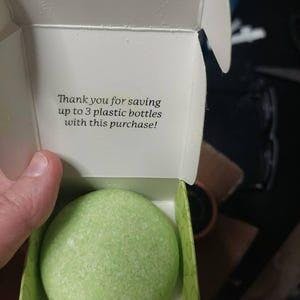 Thank you for saving
up to 3 plastic bottles
with this purchase!